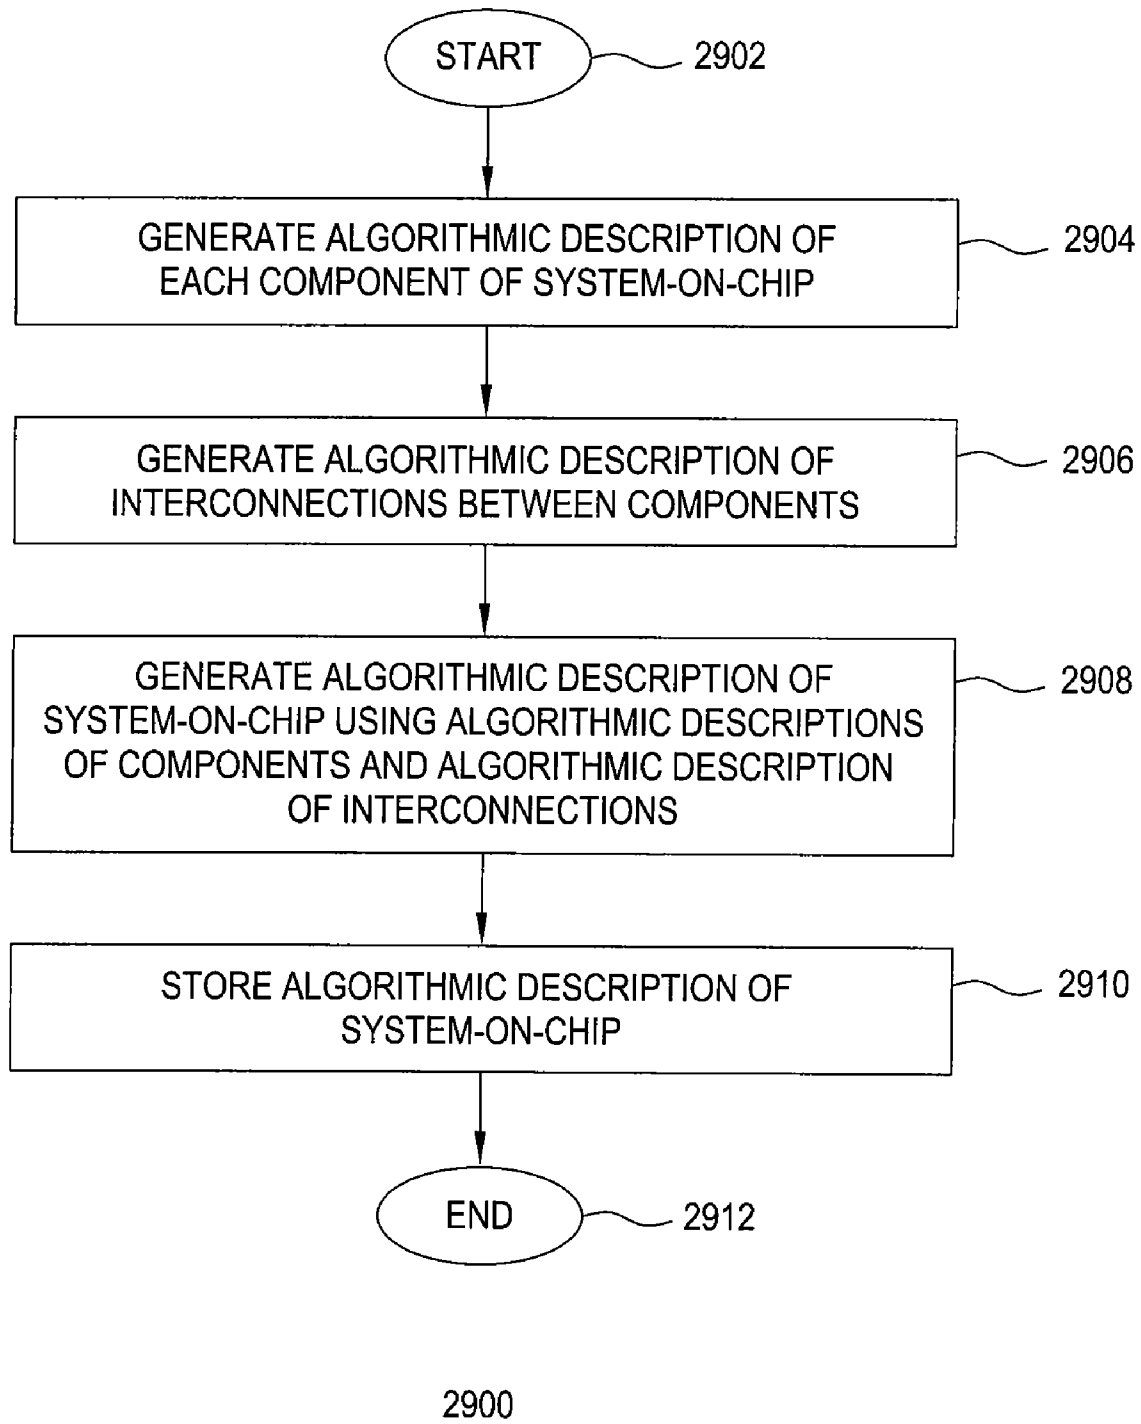 START
2902
GENERATE ALGORITHMIC DESCRIPTION OF
EACH COMPONENT OF SYSTEM-ON-CHIP
2904
GENERATE ALGORITHMIC DESCRIPTION OF
INTERCONNECTIONS BETWEEN COMPONENTS
2906
GENERATE ALGORITHMIC DESCRIPTION OF
SYSTEM-ON-CHIP USING ALGORITHMIC DESCRIPTIONS
OF COMPONENTS AND ALGORITHMIC DESCRIPTION
OF INTERCONNECTIONS
2908
STORE ALGORITHMIC DESCRIPTION OF
SYSTEM-ON-CHIP
2910
END
2912
2900